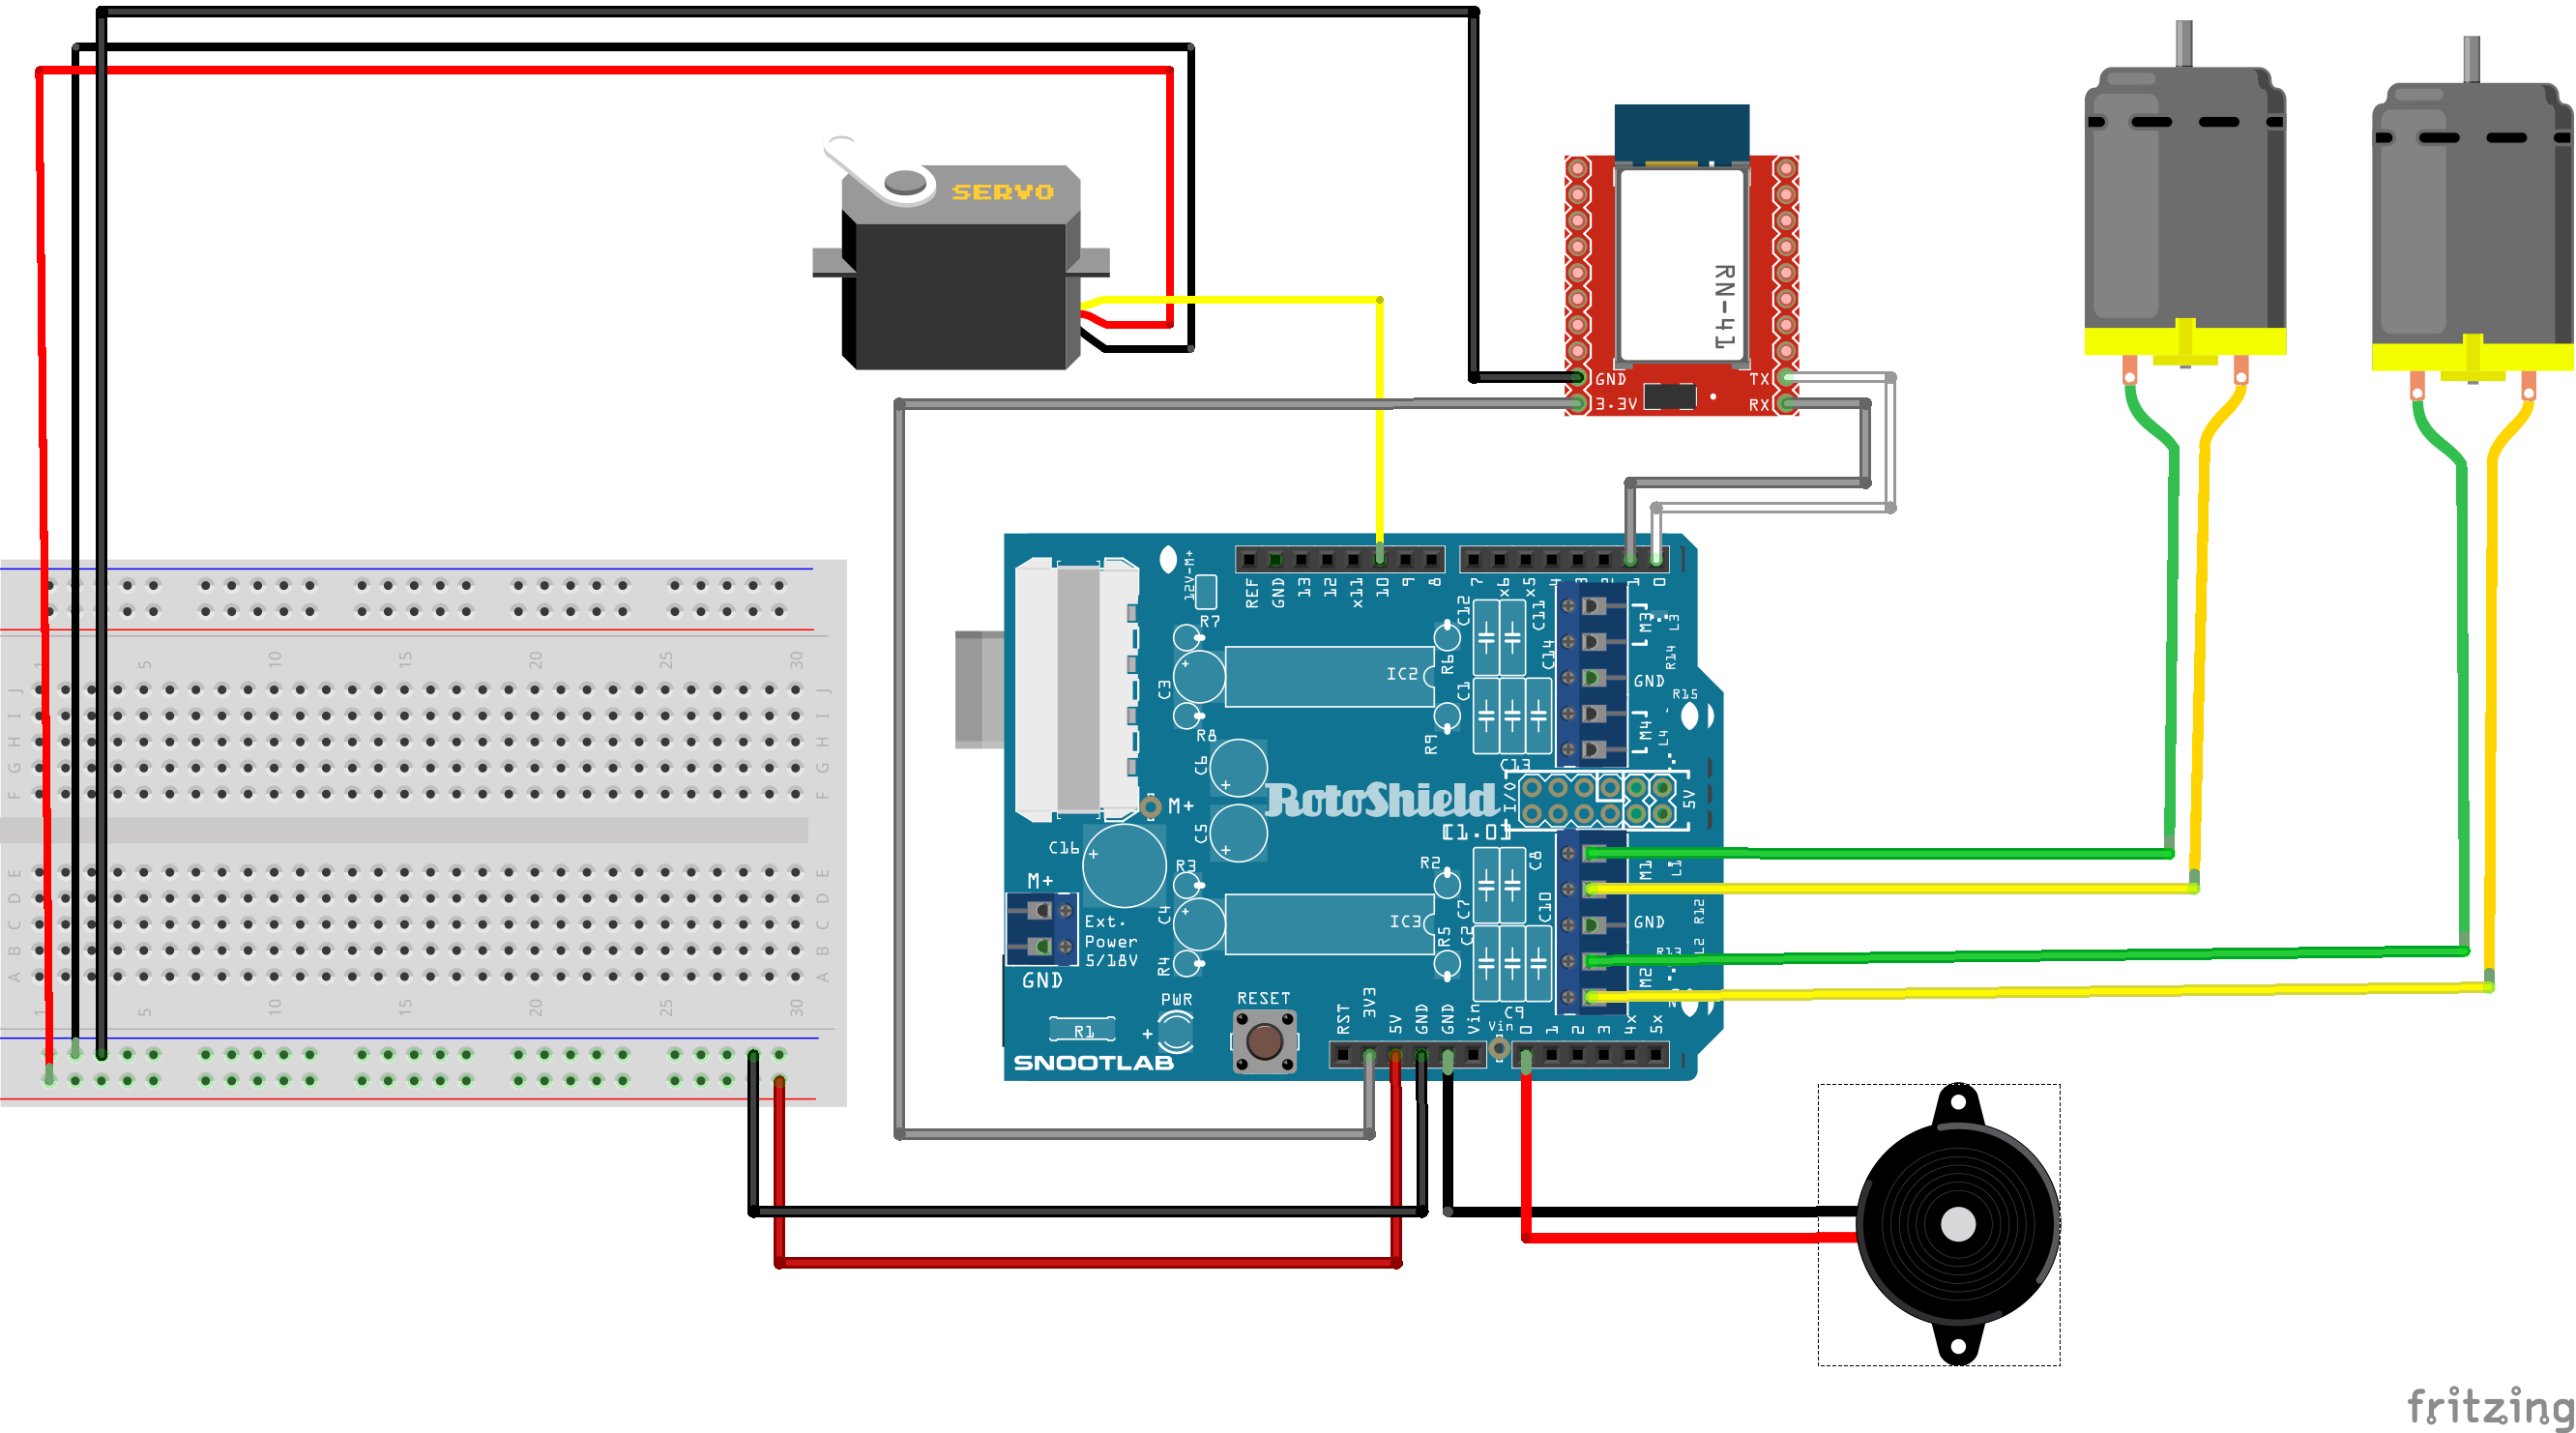 SERVO
RN-41
GND
3.3V
TX
RX
12V-M+
REF
GND
13
12
x11
10
9
8
7
x6
x5
4
3
2
1
0
R7
C3
R8
IC2
R6
R9
C12
C1
C11
C14
C13
M3
L3
R14
GND
R15
M4
L4
C6
C5
M+
RotoShield
[1.0]
I/O
5V
C16
M+
Ext.
Power
5/18V
GND
R3
C4
R4
IC3
R2
R5
C7
C2
C8
C10
C9
M1
L1
R12
GND
R13
L2
M2
R1
PWR
RESET
SNOOTLAB
RST
3V3
5V
GND
GND
Vin
Vin
0
1
2
3
4x
5x
1
5
10
15
20
25
30
J
I
H
G
F
E
D
C
B
A
J
I
H
G
F
E
D
C
B
A
1
5
10
15
20
25
30
fritzing